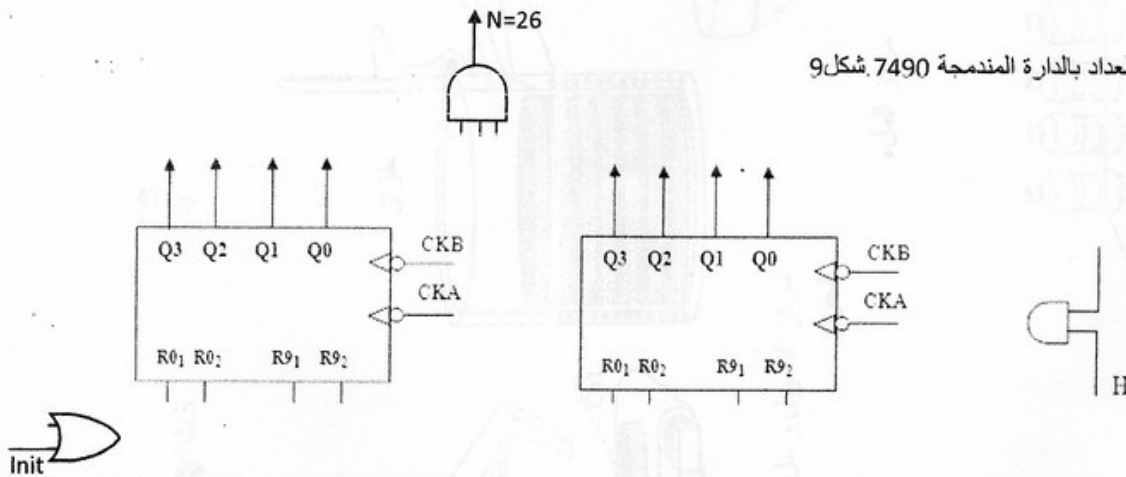 N=26
لعداد بالدارة المندمجة 7490.شكل9
Q3 Q2 Q1 Q0
CKB
CKA
R0₁ R0₂ R9₁ R9₂
Q3 Q2 Q1 Q0
CKB
CKA
R0₁ R0₂ R9₁ R9₂
H
Init